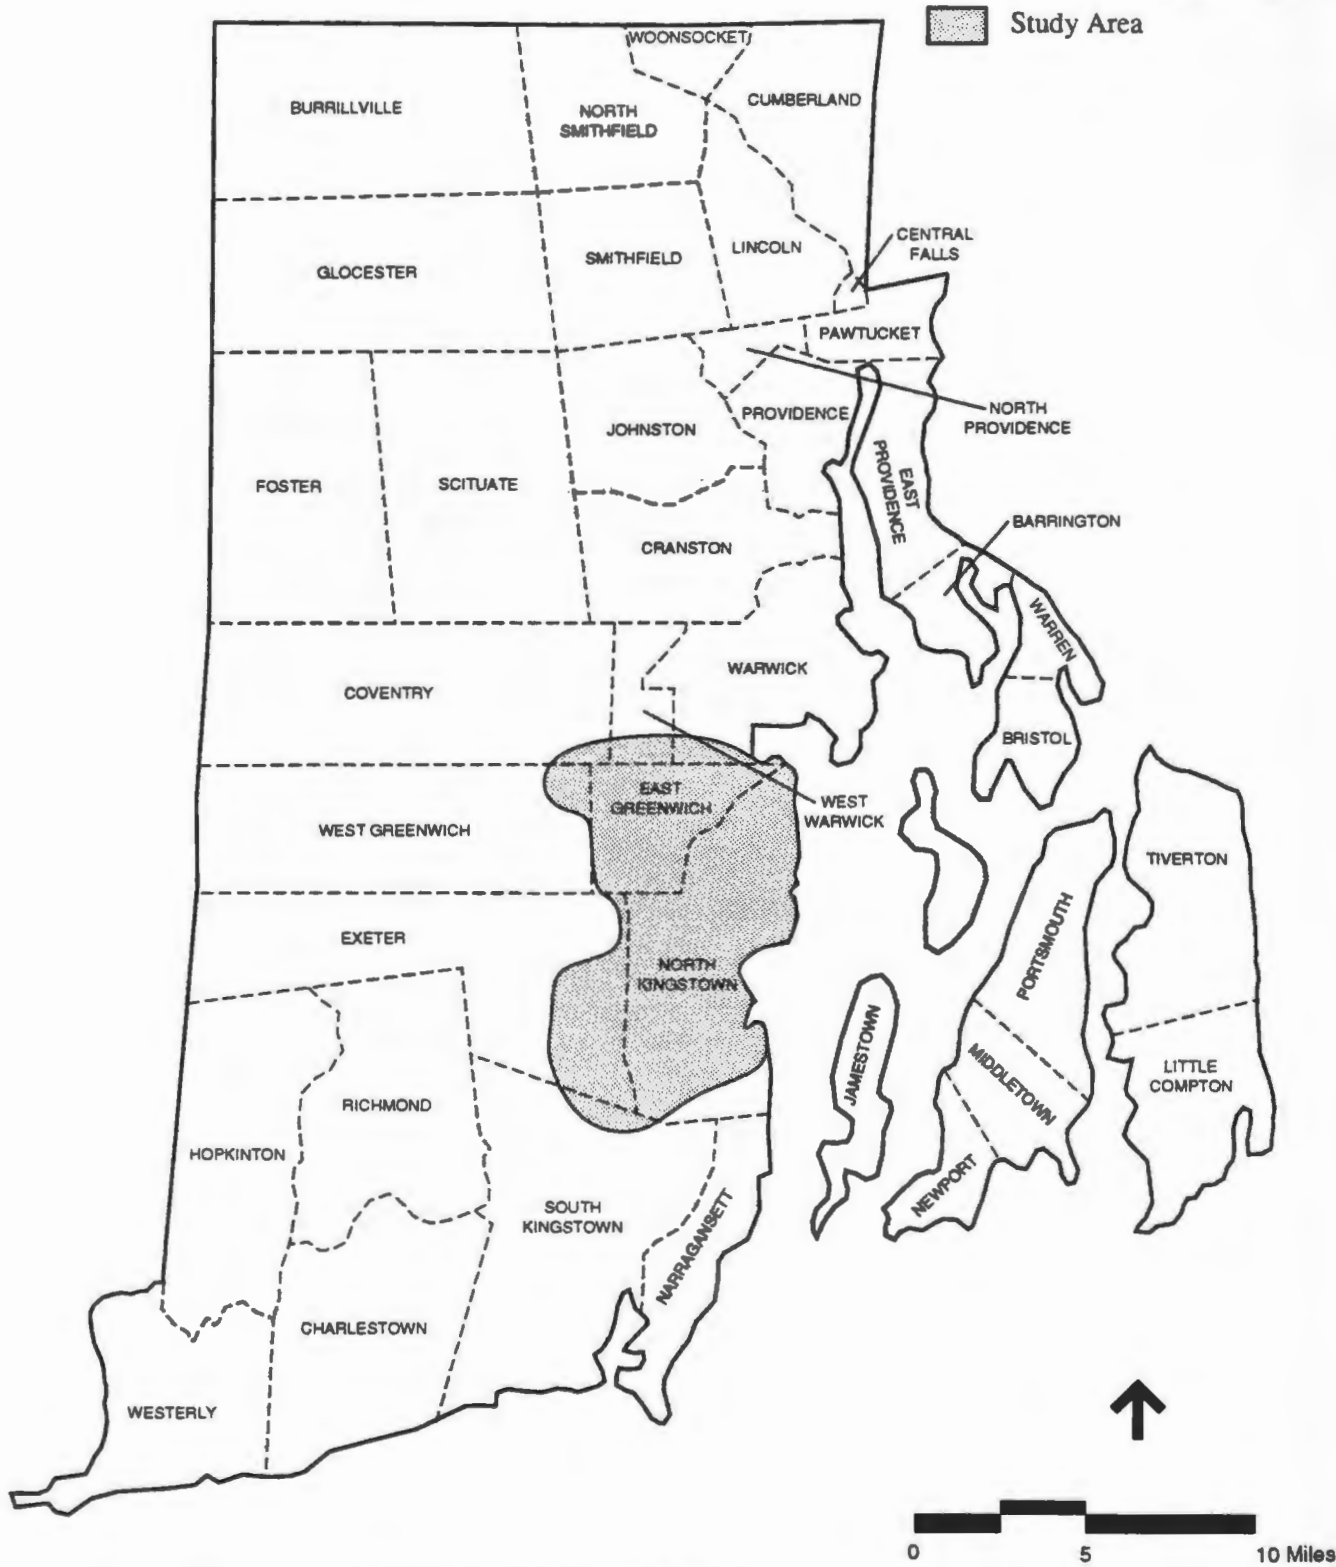 Study Area
WOONSOCKET
BURRILLVILLE
NORTH
SMITHFIELD
CUMBERLAND
GLOCESTER
SMITHFIELD
LINCOLN
CENTRAL
FALLS
PAWTUCKET
FOSTER
SCITUATE
JOHNSTON
PROVIDENCE
NORTH
PROVIDENCE
EAST
PROVIDENCE
CRANSTON
BARRINGTON
WARREN
COVENTRY
WARWICK
BRISTOL
WEST GREENWICH
EAST
GREENWICH
WEST
WARWICK
TIVERTON
EXETER
NORTH
KINGSTOWN
PORTSMOUTH
JAMESTOWN
MIDDLETOWN
LITTLE
COMPTON
RICHMOND
HOPKINTON
NEWPORT
SOUTH
KINGSTOWN
NARRAGANSETT
CHARLESTOWN
WESTERLY
0 5 10 Miles